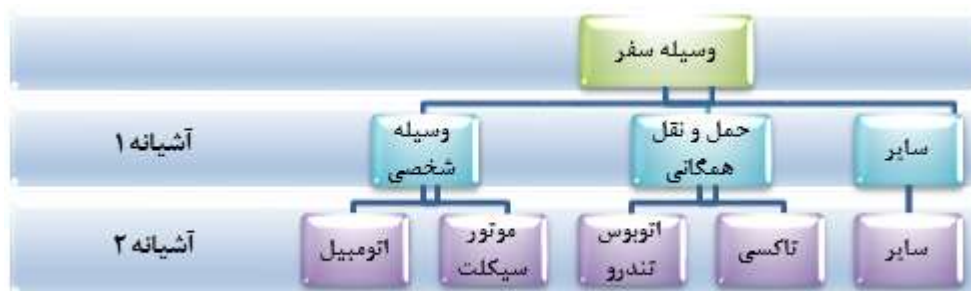 وسیله سفر
آشیانه ۱
وسیله
شخصی
حمل و نقل
همگانی
سایر
آشیانه ۲
اتومبیل
موتور
سیکلت
اتوبوس
تندرو
تاکسی
سایر